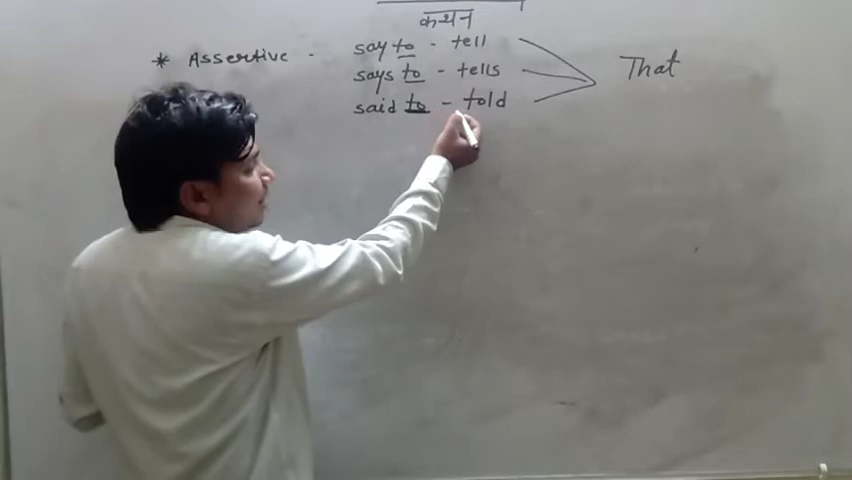 कथन
* Assertive - say to - tell
says to - tells
said to - told
That